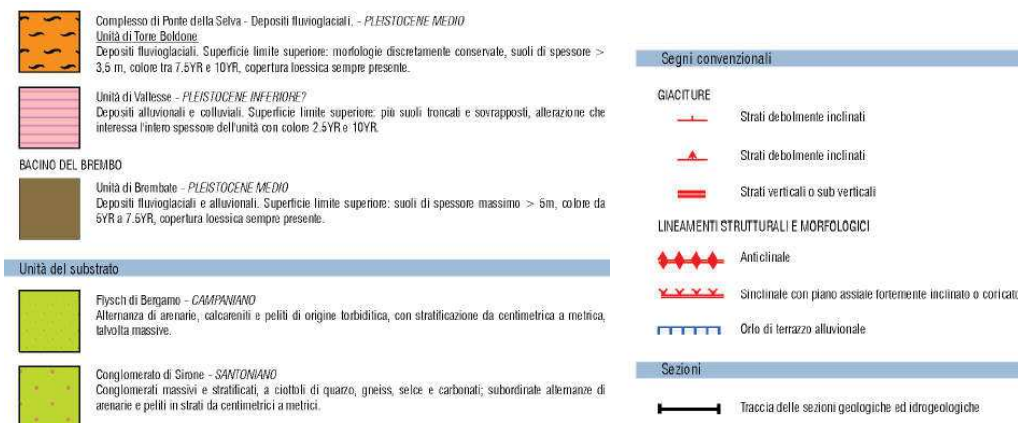 Complesso di Ponte della Selva - Depositi fluvioglaciali. - PLEISTOCENE MEDIO
Unità di Torre Boldone
Depositi fluvioglaciali. Superficie limite superiore: morfologie discretamente conservate, suoli di spessore >
3,5 m, colore tra 7.5YR e 10YR, copertura loessica sempre presente.
Unità di Valtesse - PLEISTOCENE INFERIORE?
Depositi alluvionali e colluviali. Superficie limite superiore: più suoli troncati e sovrapposti, alterazione che
interessa l'intero spessore dell'unità con colore 2.5YR e 10YR.
BACINO DEL BREMBO
Unità di Brembate - PLEISTOCENE MEDIO
Depositi fluvioglaciali e alluvionali. Superficie limite superiore: suoli di spessore massimo > 5m, colore da
5YR a 7.5YR, copertura loessica sempre presente.
Unità del substrato
Flysch di Bergamo - CAMPANIANO
Alternanza di arenarie, calcareniti e peliti di origine torbiditica, con stratificazione da centimetrica a metrica,
talvolta massive.
Conglomerato di Sirone - SANTONIANO
Conglomerati massivi e stratificati, a ciottoli di quarzo, gneiss, selce e carbonati; subordinate alternanze di
arenarie e peliti in strati da centimetrici a metrici.
Segni convenzionali
GIACITURE
Strati debolmente inclinati
Strati debolmente inclinati
Strati verticali o sub verticali
LINEAMENTI STRUTTURALI E MORFOLOGICI
Anticlinale
Sinclinale con piano assiale fortemente inclinato o coricato
Orlo di terrazzo alluvionale
Sezioni
Traccia delle sezioni geologiche ed idrogeologiche